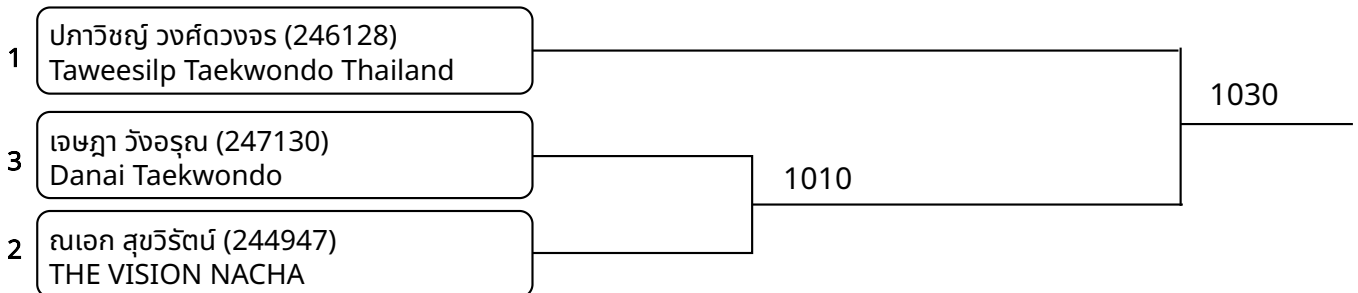 1
ปภาวิชญ์ วงศ์ดวงจร (246128)
Taweesilp Taekwondo Thailand
1030
3
เจษฎา วังอรุณ (247130)
Danai Taekwondo
1010
2
ณเอก สุขวิรัตน์ (244947)
THE VISION NACHA